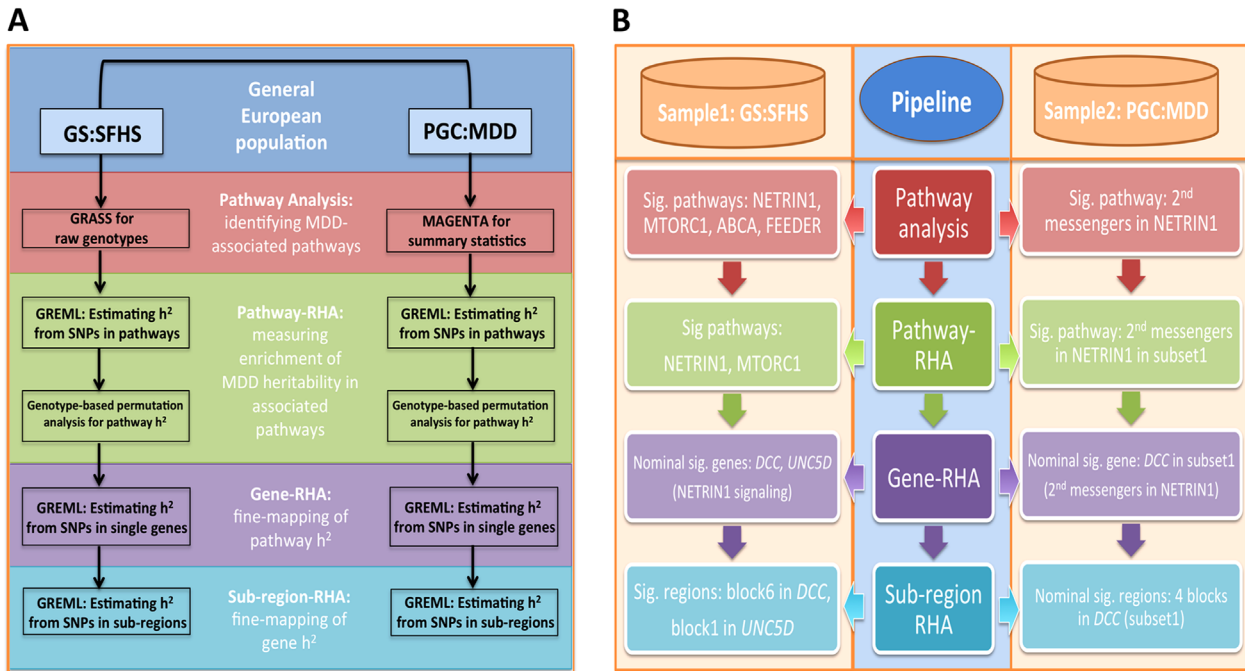 A
General
European
population
GS:SFHS
PGC:MDD
Pathway Analysis:
identifying MDD-
associated pathways
GRASS for
raw genotypes
MAGENTA for
summary statistics
Pathway-RHA:
measuring
enrichment of
MDD heritability in
associated
pathways
GREML: Estimating h²
from SNPs in pathways
GREML: Estimating h²
from SNPs in pathways
Genotype-based permutation
analysis for pathway h²
Genotype-based permutation
analysis for pathway h²
Gene-RHA:
fine-mapping of
pathway h²
GREML: Estimating h²
from SNPs in single genes
GREML: Estimating h²
from SNPs in single genes
Sub-region-RHA:
fine-mapping of
gene h²
GREML: Estimating h²
from SNPs in sub-regions
GREML: Estimating h²
from SNPs in sub-regions
B
Sample1: GS:SFHS
Pipeline
Sample2: PGC:MDD
Sig. pathways: NETRIN1,
MTORC1, ABCA, FEEDER
Pathway
analysis
Sig. pathway: 2nd
messengers in NETRIN1
Sig pathways:
NETRIN1, MTORC1
Pathway-
RHA
Sig. pathway: 2nd messengers
in NETRIN1 in subset1
Nominal sig. genes: DCC, UNC5D
(NETRIN1 signaling)
Gene-RHA
Nominal sig. gene: DCC in subset1
(2nd messengers in NETRIN1)
Sig. regions: block6 in DCC,
block1 in UNC5D
Sub-region
RHA
Nominal sig. regions: 4 blocks
in DCC (subset1)